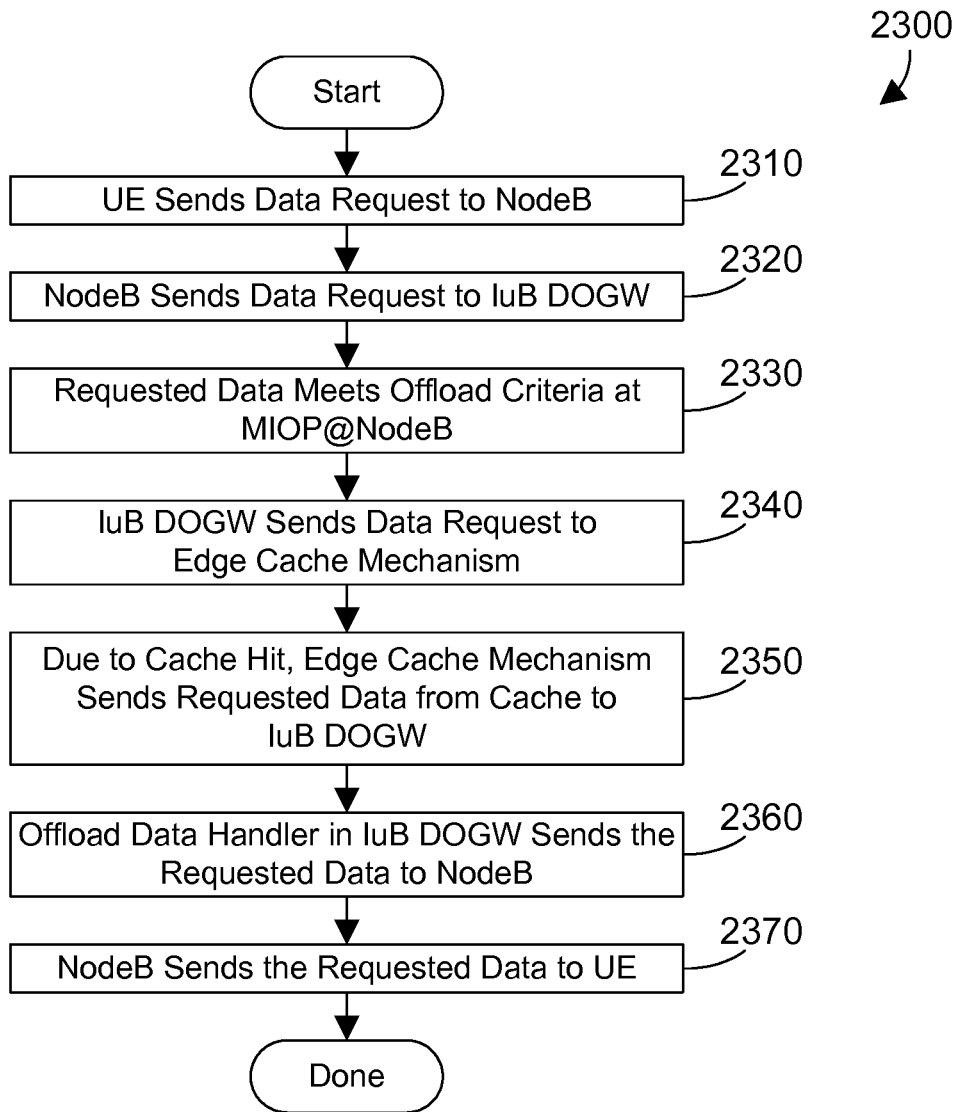 2300
Start
2310
UE Sends Data Request to NodeB
2320
NodeB Sends Data Request to IuB DOGW
2330
Requested Data Meets Offload Criteria at
MIOP@NodeB
2340
IuB DOGW Sends Data Request to
Edge Cache Mechanism
2350
Due to Cache Hit, Edge Cache Mechanism
Sends Requested Data from Cache to
IuB DOGW
2360
Offload Data Handler in IuB DOGW Sends the
Requested Data to NodeB
2370
NodeB Sends the Requested Data to UE
Done